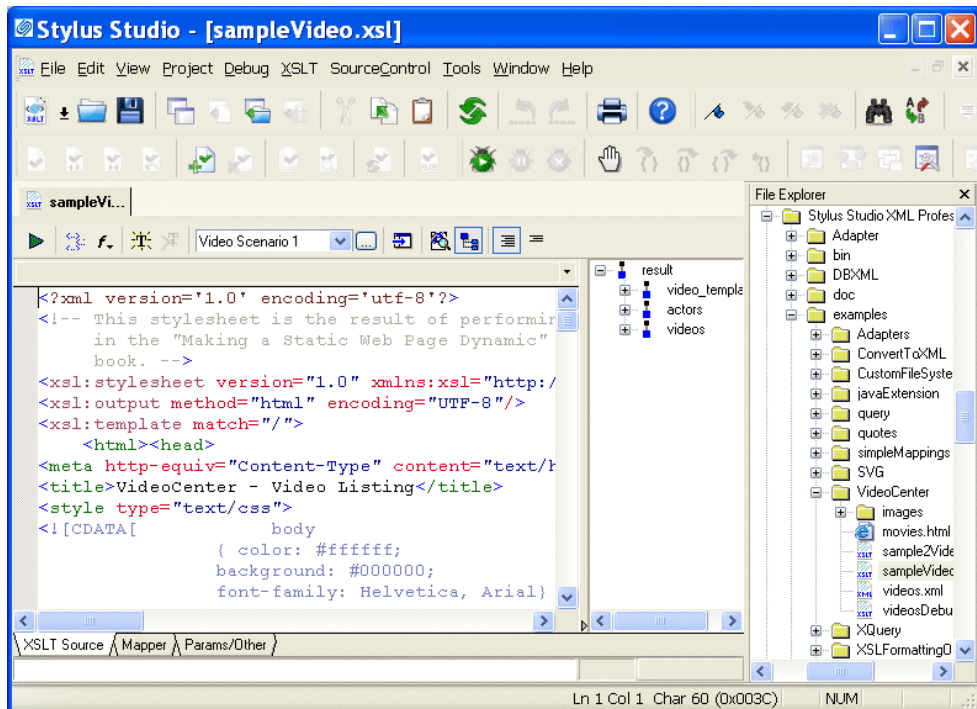 Stylus Studio - [sampleVideo.xsl]
File Edit View Project Debug XSLT SourceControl Tools Window Help
sampleVi...
Video Scenario 1
<?xml version='1.0' encoding='utf-8'?>
<!-- This stylesheet is the result of performin
in the "Making a Static Web Page Dynamic"
book. -->
<xsl:stylesheet version="1.0" xmlns:xsl="http:/
<xsl:output method="html" encoding="UTF-8"/>
<xsl:template match="/">
<html><head>
<meta http-equiv="Content-Type" content="text/h
<title>VideoCenter - Video Listing</title>
<style type="text/css">
<![CDATA[ body
{ color: #ffffff;
background: #000000;
font-family: Helvetica, Arial}
XSLT Source Mapper Params/Other
result
video_templa
actors
videos
File Explorer
Stylus Studio XML Profes
Adapter
bin
DBXML
doc
examples
Adapters
ConvertToXML
CustomFileSyste
javaExtension
query
quotes
simpleMappings
SVG
VideoCenter
images
movies.html
sample2Vide
sampleVideo
videos.xml
videosDebu
XQuery
XSLFormattingO
Ln 1 Col 1 Char 60 (0x003C) NUM